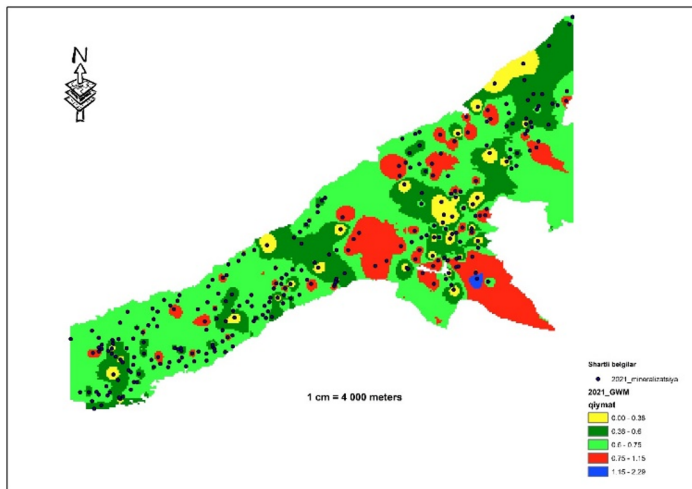 N
1 cm = 4 000 meters
Shartli belgilar
2021_mineralizatsiya
2021_GWM
qiymat
0.00 - 0.38
0.38 - 0.6
0.6 - 0.75
0.75 - 1.15
1.15 - 2.29